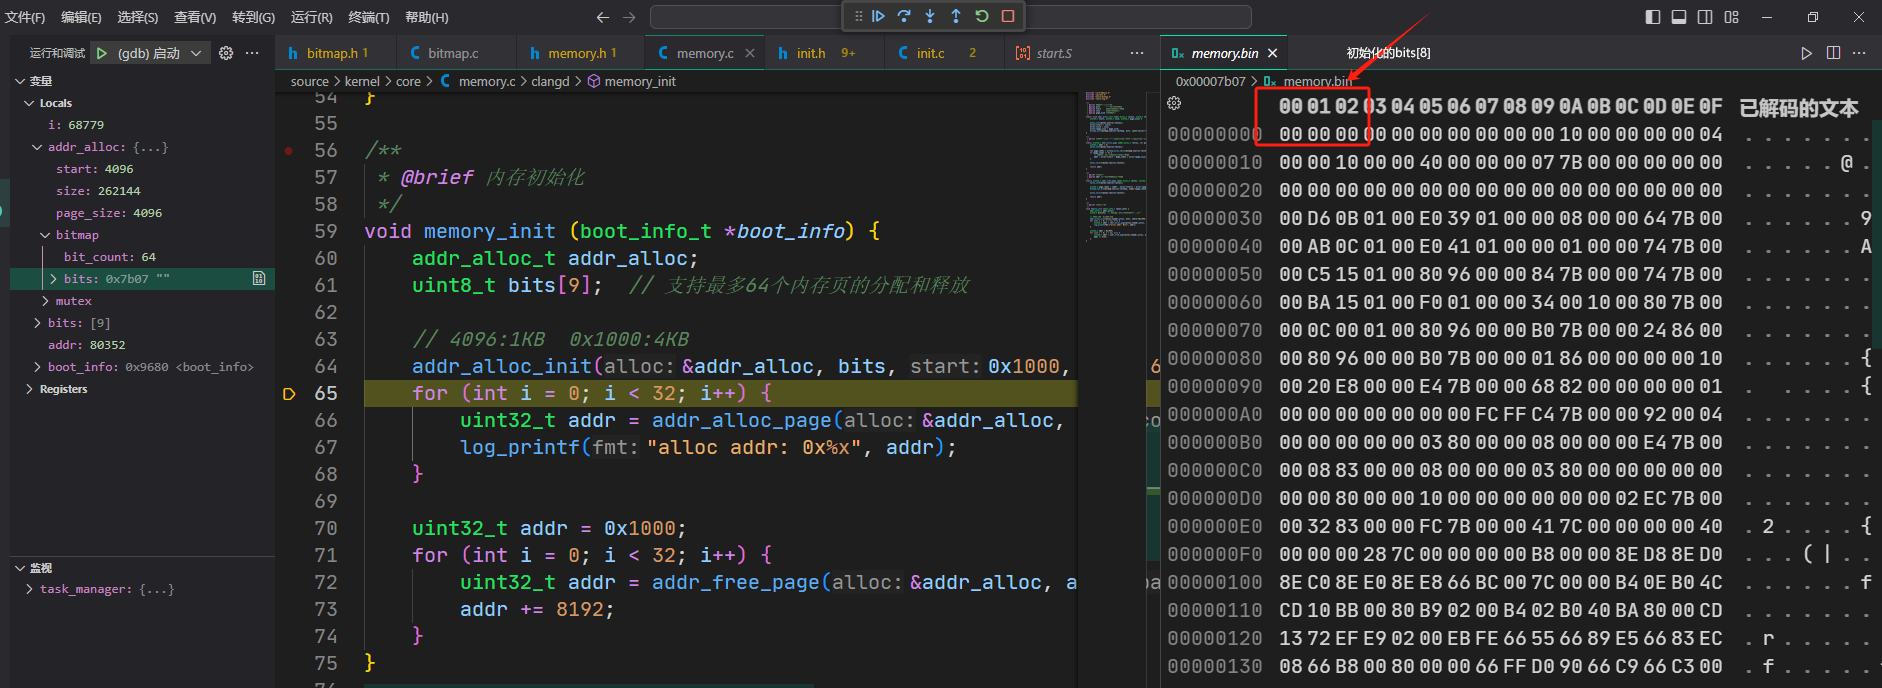 文件(F) 编辑(E) 选择(S) 查看(V) 转到(G) 运行(R) 终端(T) 帮助(H)
运行和调试 (gdb) 启动
变量
Locals
i: 68779
addr_alloc: {...}
start: 4096
size: 262144
page_size: 4096
bitmap
bit_count: 64
bits: 0x7b07 ""
mutex
bits: [9]
addr: 80352
boot_info: 0x9680 <boot_info>
Registers
监视
task_manager: {...}
bitmap.h 1 bitmap.c memory.h 1 memory.c init.h 9+ init.c 2 start.S
source > kernel > core > memory.c > clangd > memory_init
54 }
55
56 /**
57 * @brief 内存初始化
58 */
59 void memory_init (boot_info_t *boot_info) {
60 addr_alloc_t addr_alloc;
61 uint8_t bits[9]; // 支持最多64个内存页的分配和释放
62
63 // 4096:1KB 0x1000:4KB
64 addr_alloc_init(alloc: &addr_alloc, bits, start: 0x1000, 6
65 for (int i = 0; i < 32; i++) {
66 uint32_t addr = addr_alloc_page(alloc: &addr_alloc, co
67 log_printf(fmt: "alloc addr: 0x%x", addr);
68 }
69
70 uint32_t addr = 0x1000;
71 for (int i = 0; i < 32; i++) {
72 uint32_t addr = addr_free_page(alloc: &addr_alloc, a pa
73 addr += 8192;
74 }
75 }
memory.bin 初始化的bits[8]
0x00007b07 > memory.bin
00 01 02 03 04 05 06 07 08 09 0A 0B 0C 0D 0E 0F 已解码的文本
00000000 00 00 00 00 00 00 00 00 00 00 10 00 00 00 00 04 . . . . . . .
00000010 00 00 10 00 00 40 00 00 00 07 7B 00 00 00 00 00 . . . . . @ .
00000020 00 00 00 00 00 00 00 00 00 00 00 00 00 00 00 00 . . . . . . .
00000030 00 D6 0B 01 00 E0 39 01 00 00 08 00 00 64 7B 00 . . . . . . 9
00000040 00 AB 0C 01 00 E0 41 01 00 00 01 00 00 74 7B 00 . . . . . . A
00000050 00 C5 15 01 00 80 96 00 00 84 7B 00 00 74 7B 00 . . . . . . .
00000060 00 BA 15 01 00 F0 01 00 00 34 00 10 00 80 7B 00 . . . . . . .
00000070 00 0C 00 01 00 80 96 00 00 B0 7B 00 00 24 86 00 . . . . . . .
00000080 00 80 96 00 00 B0 7B 00 00 01 86 00 00 00 00 10 . . . . . . {
00000090 00 20 E8 00 00 E4 7B 00 00 68 82 00 00 00 00 01 . . . . . . {
000000A0 00 00 00 00 00 00 00 FC FF C4 7B 00 00 92 00 04 . . . . . . .
000000B0 00 00 00 00 00 03 80 00 00 08 00 00 00 E4 7B 00 . . . . . . .
000000C0 00 08 83 00 00 08 00 00 00 03 80 00 00 00 00 00 . . . . . . .
000000D0 00 00 80 00 00 10 00 00 00 00 00 00 02 EC 7B 00 . . . . . . .
000000E0 00 32 83 00 00 FC 7B 00 00 41 7C 00 00 00 00 40 . 2 . . . . {
000000F0 00 00 00 28 7C 00 00 00 00 B8 00 00 8E D8 8E D0 . . . ( | . .
00000100 8E C0 8E E0 8E E8 66 BC 00 7C 00 00 B4 0E B0 4C . . . . . . f
00000110 CD 10 BB 00 80 B9 02 00 B4 02 B0 40 BA 80 00 CD . . . . . . .
00000120 13 72 EF E9 02 00 EB FE 66 55 66 89 E5 66 83 EC . r . . . . .
00000130 08 66 B8 00 80 00 00 66 FF D0 90 66 C9 66 C3 00 . f . . . .